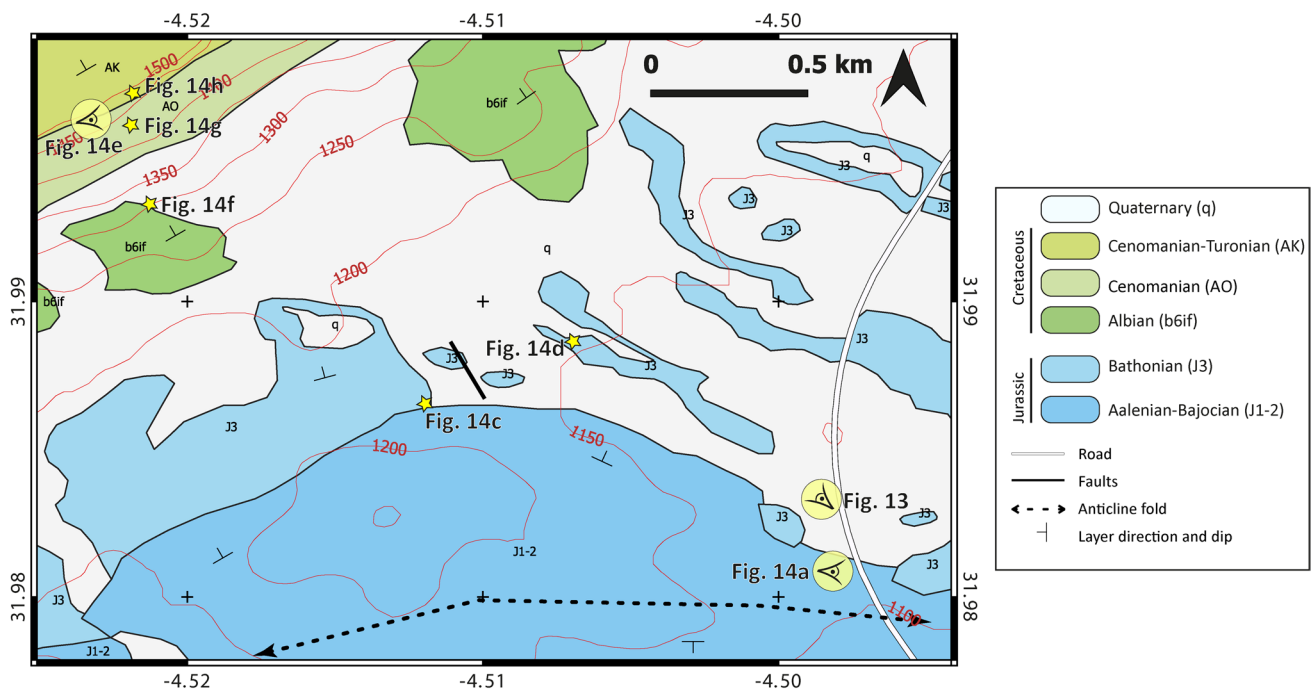 -4.52
-4.51
-4.50
AK
1500
Fig. 14h
1400
AO
Fig. 14g
1450
Fig. 14e
1300
1250
1350
Fig. 14f
b6if
b6if
b6if
0
0.5 km
J3
q
J3
J3
J3
J3
q
1200
31.99
31.99
q
J3
Fig. 14d
J3
J3
J3
J3
Fig. 14c
1200
1150
J3
Fig. 13
J3
J3
J1-2
Fig. 14a
J3
31.98
31.98
1100
J1-2
-4.52
-4.51
-4.50
Quaternary (q)
Cretaceous
Cenomanian-Turonian (AK)
Cenomanian (AO)
Albian (b6if)
Jurassic
Bathonian (J3)
Aalenian-Bajocian (J1-2)
Road
Faults
Anticline fold
Layer direction and dip